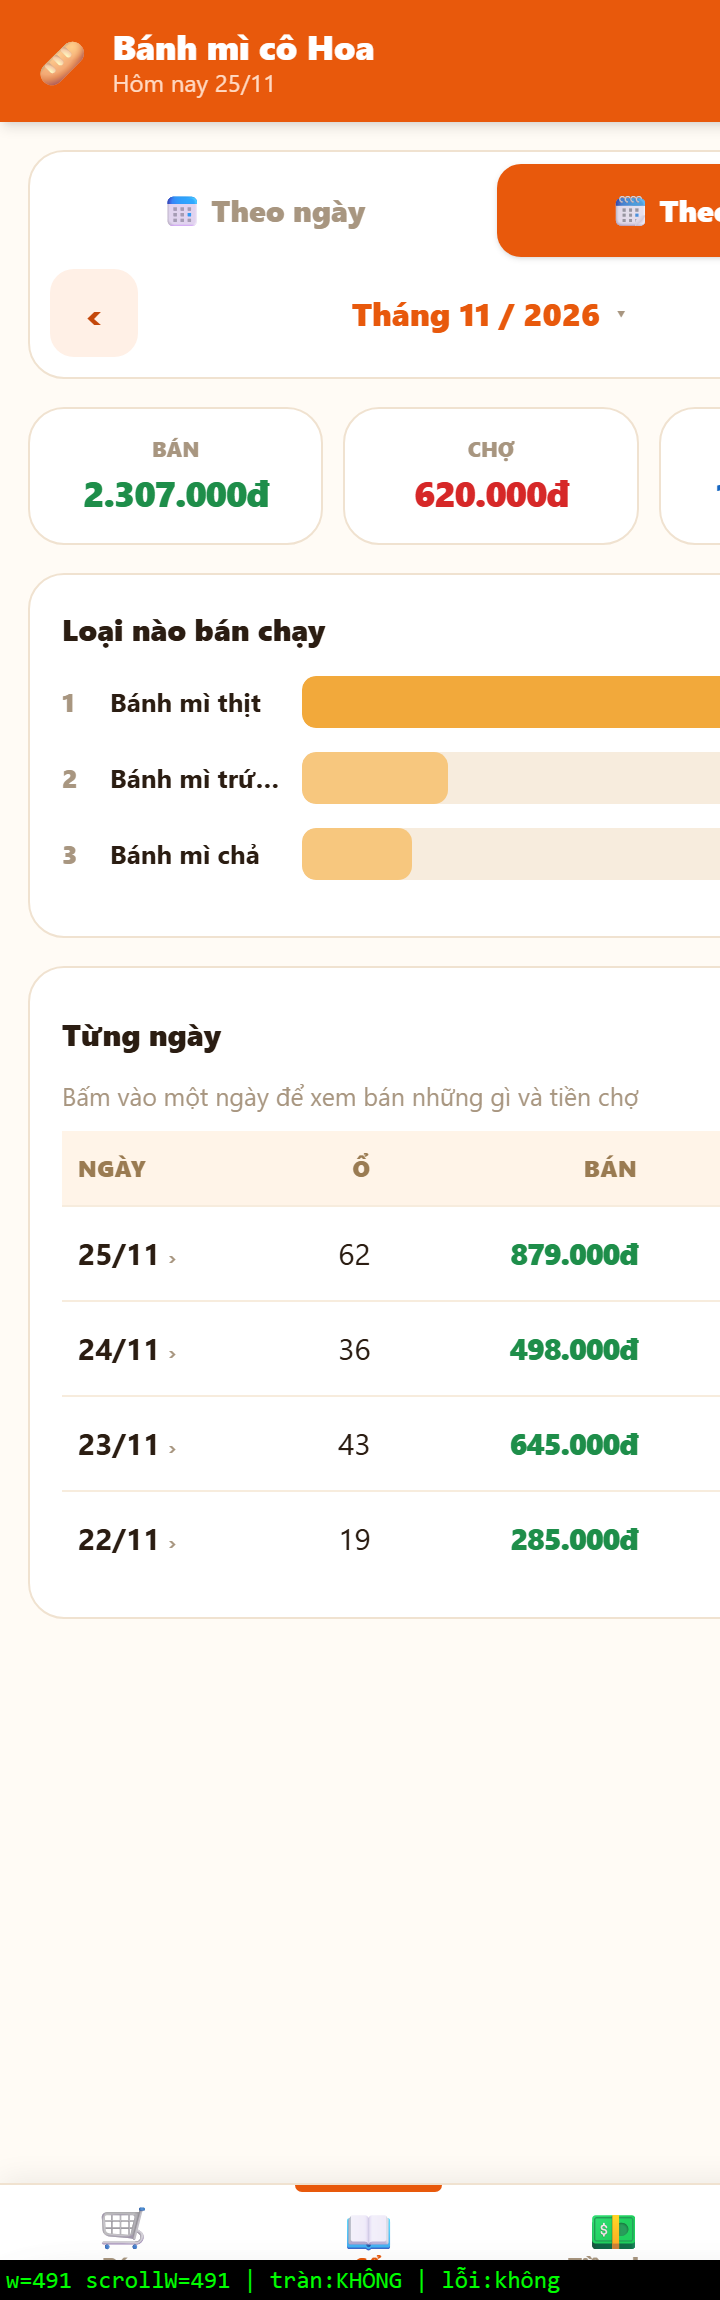 Bánh mì cô Hoa
Hôm nay 25/11
Theo ngày
‹
Tháng 11 / 2026 ▾
BÁN
CHỢ
2.307.000đ
620.000đ
Loại nào bán chạy
1 Bánh mì thịt
2 Bánh mì trứ...
3 Bánh mì chả
Từng ngày
Bấm vào một ngày để xem bán những gì và tiền chợ
NGÀY Ổ BÁN
25/11 › 62 879.000đ
24/11 › 36 498.000đ
23/11 › 43 645.000đ
22/11 › 19 285.000đ
w=491 scrollW=491 | tràn:KHÔNG | lỗi:không